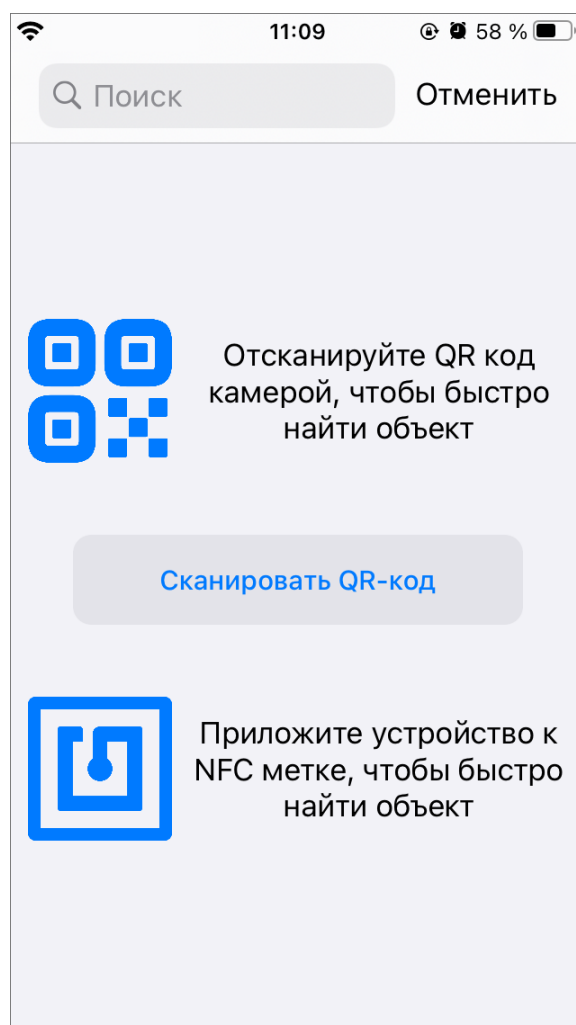 11:09 58 %
Поиск Отменить
Отсканируйте QR код
камерой, чтобы быстро
найти объект
Сканировать QR-код
Приложите устройство к
NFC метке, чтобы быстро
найти объект